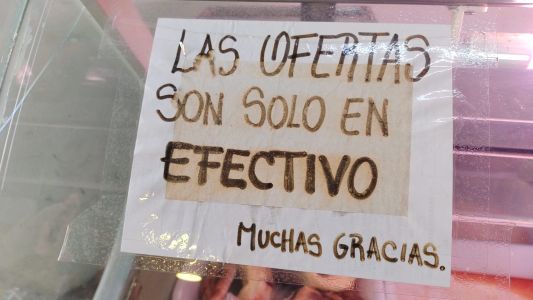 LAS OFERTAS
SON SOLO EN
EFECTIVO
MUCHAS GRACIAS.